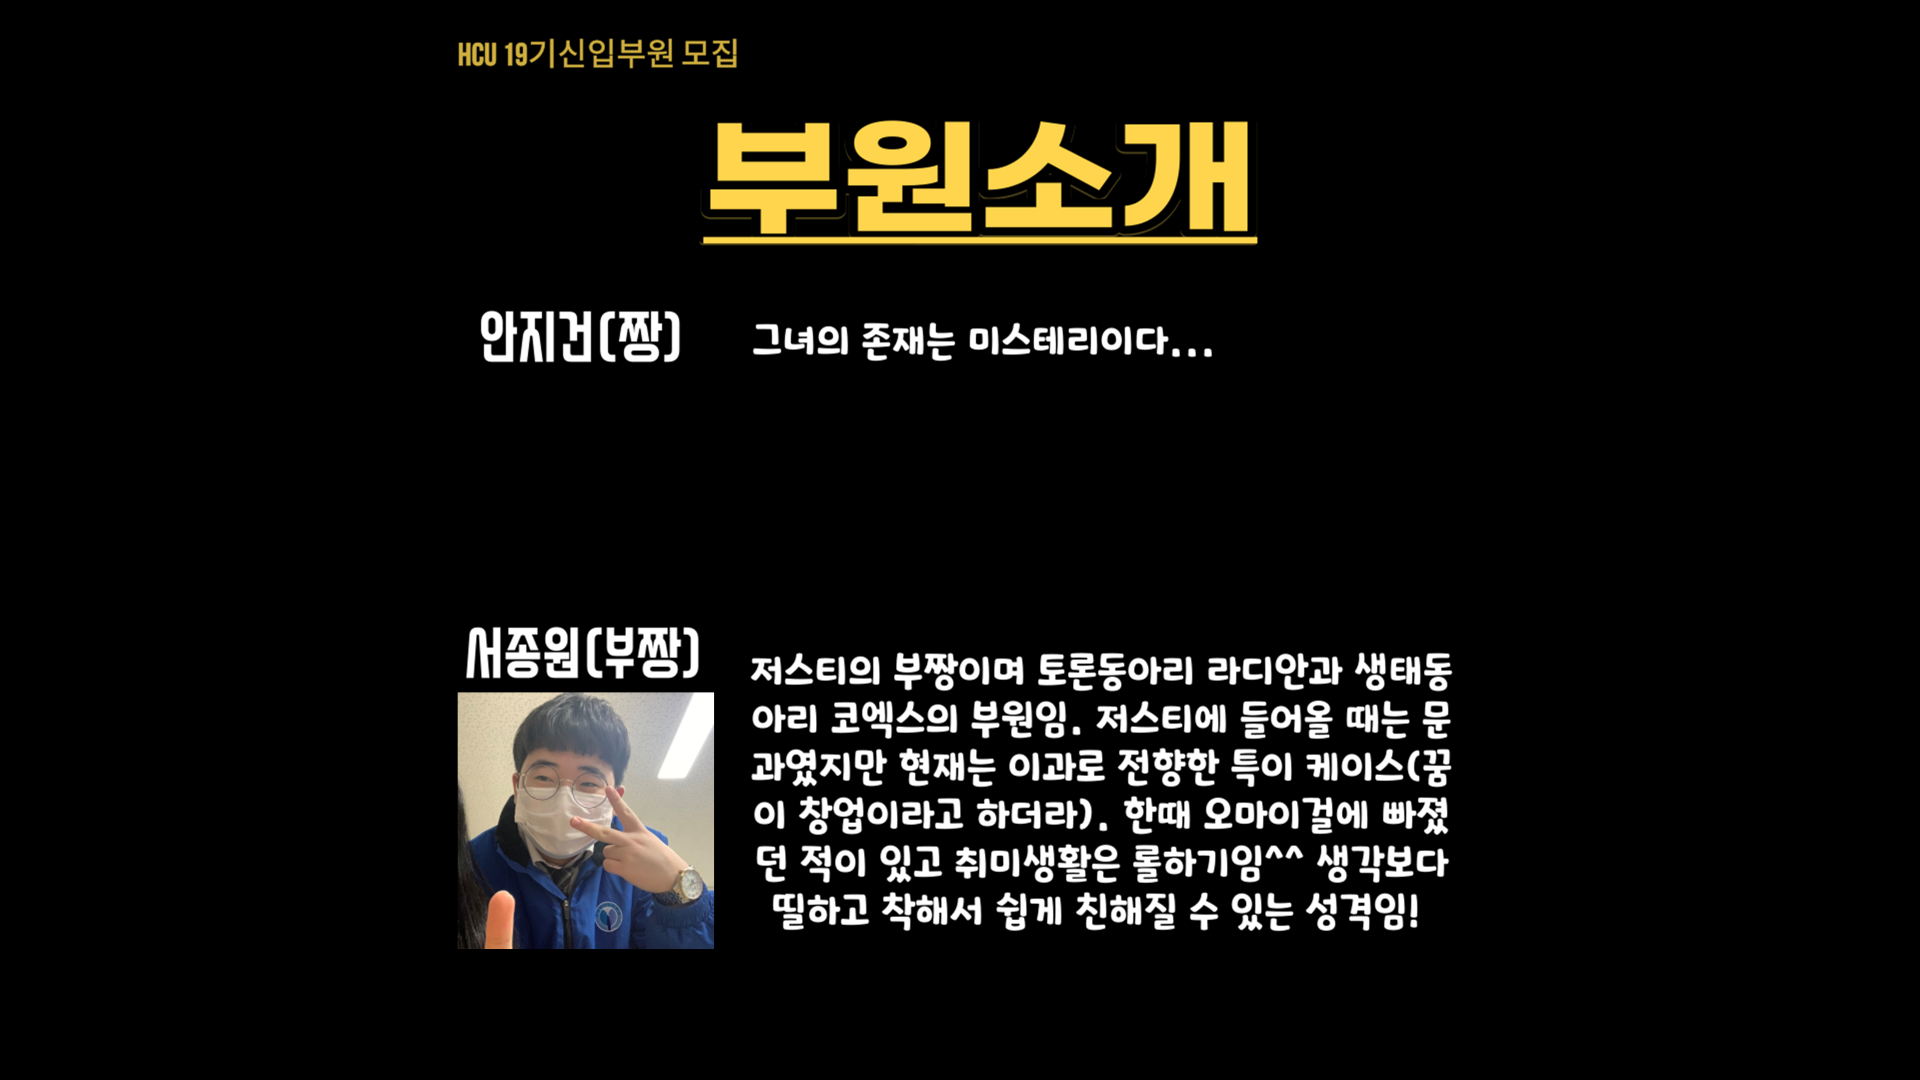 HCU 19기신입부원 모집
부원소개
안지건(짱)
그녀의 존재는 미스테리이다...
서종원(부짱)
저스티의 부짱이며 토론동아리 라디안과 생태동
아리 코엑스의 부원임. 저스티에 들어올 때는 문
과였지만 현재는 이과로 전향한 특이 케이스(꿈
이 창업이라고 하더라). 한때 오마이걸에 빠졌
던 적이 있고 취미생활은 롤하기임^^ 생각보다
띨하고 착해서 쉽게 친해질 수 있는 성격임!